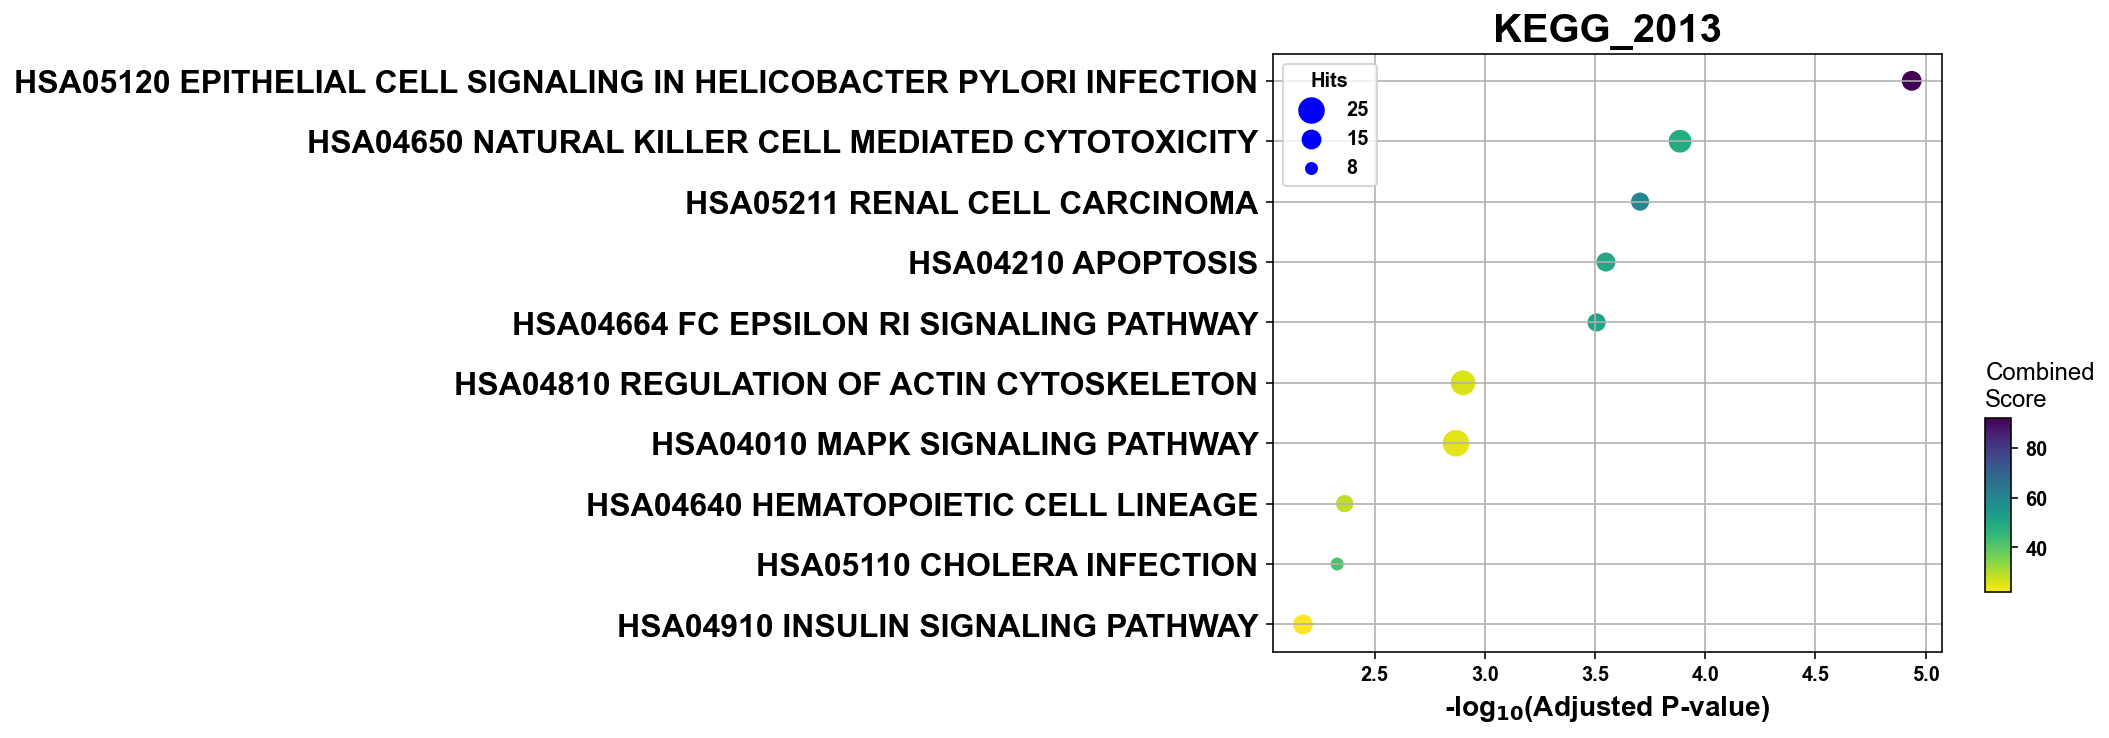 KEGG_2013
HSA05120 EPITHELIAL CELL SIGNALING IN HELICOBACTER PYLORI INFECTION
HSA04650 NATURAL KILLER CELL MEDIATED CYTOTOXICITY
HSA05211 RENAL CELL CARCINOMA
HSA04210 APOPTOSIS
HSA04664 FC EPSILON RI SIGNALING PATHWAY
HSA04810 REGULATION OF ACTIN CYTOSKELETON
HSA04010 MAPK SIGNALING PATHWAY
HSA04640 HEMATOPOIETIC CELL LINEAGE
HSA05110 CHOLERA INFECTION
HSA04910 INSULIN SIGNALING PATHWAY
Hits
25
15
8
2.5 3.0 3.5 4.0 4.5 5.0
-log10(Adjusted P-value)
Combined
Score
80
60
40